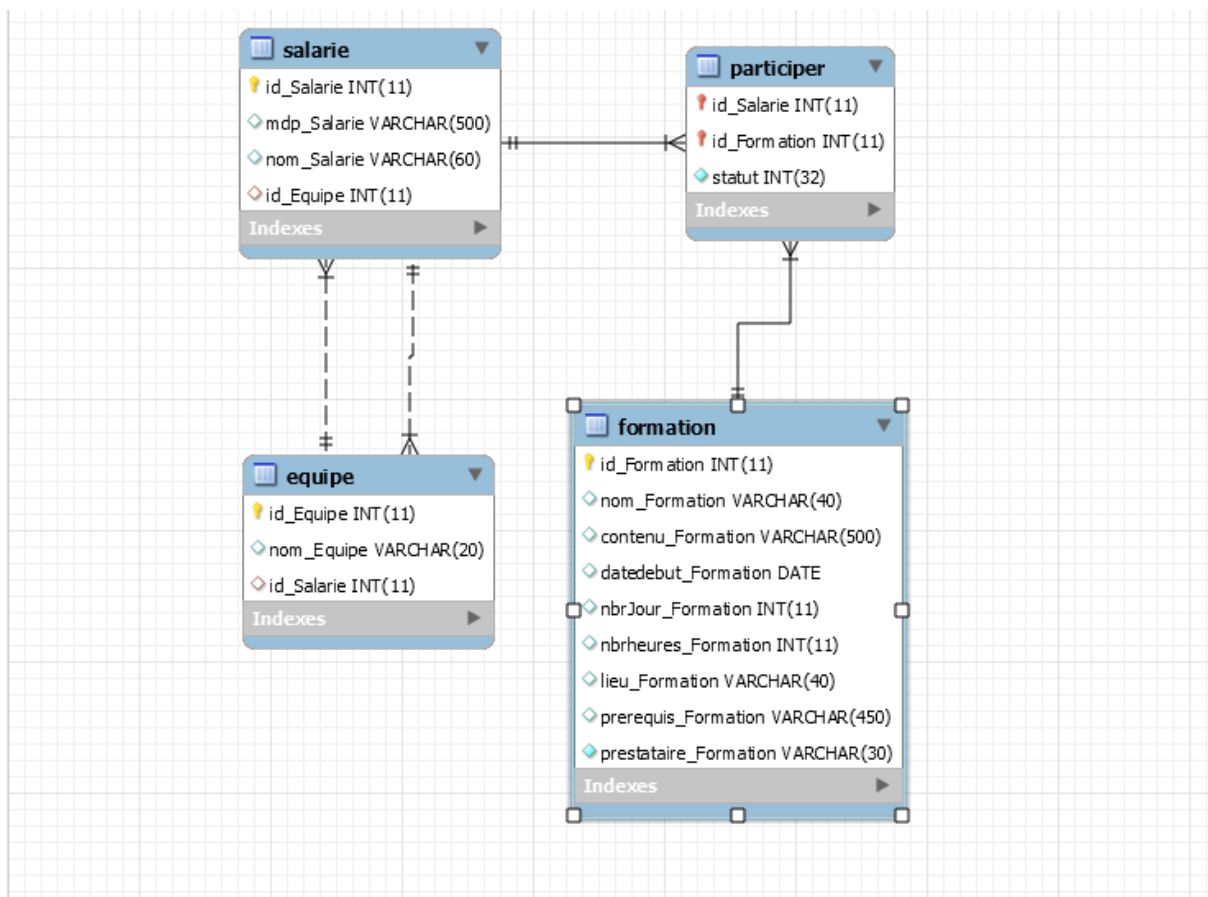 salarie
id_Salarie INT(11)
mdp_Salarie VARCHAR(500)
nom_Salarie VARCHAR(60)
id_Equipe INT(11)
Indexes
participer
id_Salarie INT(11)
id_Formation INT(11)
statut INT(32)
Indexes
equipe
id_Equipe INT(11)
nom_Equipe VARCHAR(20)
id_Salarie INT(11)
Indexes
formation
id_Formation INT(11)
nom_Formation VARCHAR(40)
contenu_Formation VARCHAR(500)
datedebut_Formation DATE
nbrJour_Formation INT(11)
nbrheures_Formation INT(11)
lieu_Formation VARCHAR(40)
prerequis_Formation VARCHAR(450)
prestataire_Formation VARCHAR(30)
Indexes